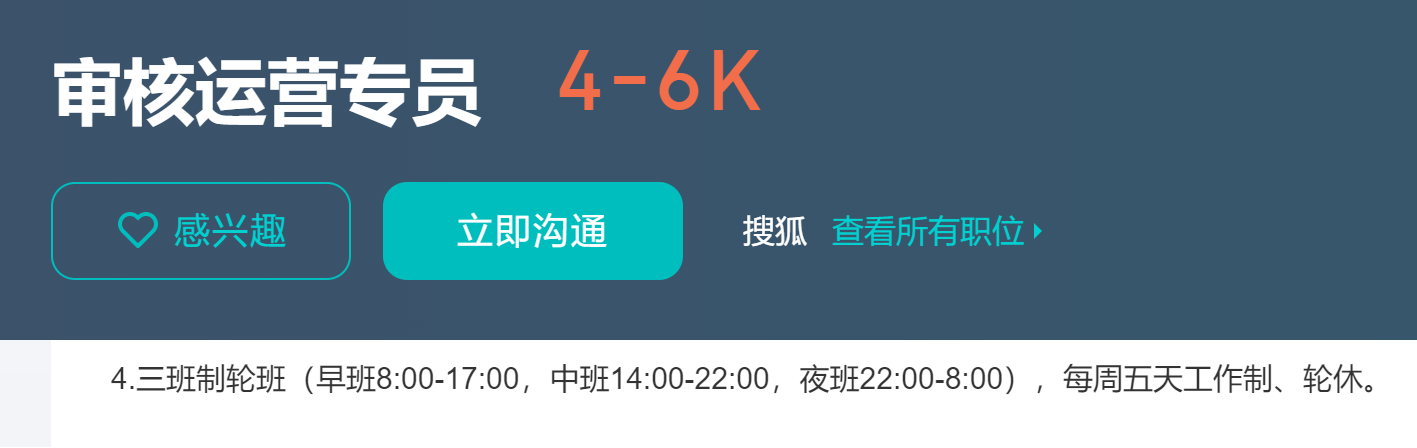 审核运营专员 4-6K
感兴趣 立即沟通 搜狐 查看所有职位
4.三班制轮班（早班8:00-17:00，中班14:00-22:00，夜班22:00-8:00），每周五天工作制、轮休。